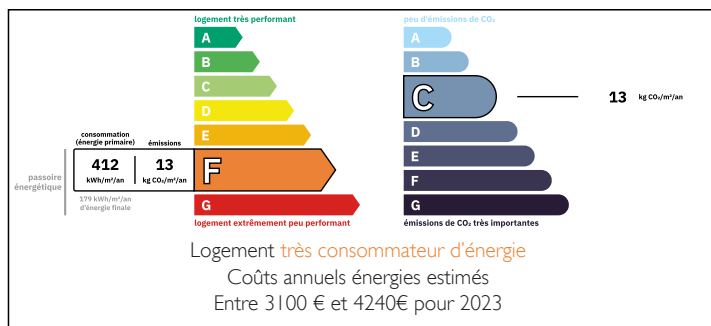 logement très performant
A
B
C
D
E
consommation
(énergie primaire)
émissions
412
kWh/m²/an
13
kg CO₂/m²/an
F
passoire
énergétique
179 kWh/m²/an
d'énergie finale
G
logement extrêmement peu performant
peu d'émissions de CO₂
A
B
C
13 kg CO₂/m²/an
D
E
F
G
émissions de CO₂ très importantes
Logement très consommateur d'énergie
Coûts annuels énergies estimés
Entre 3100 € et 4240€ pour 2023